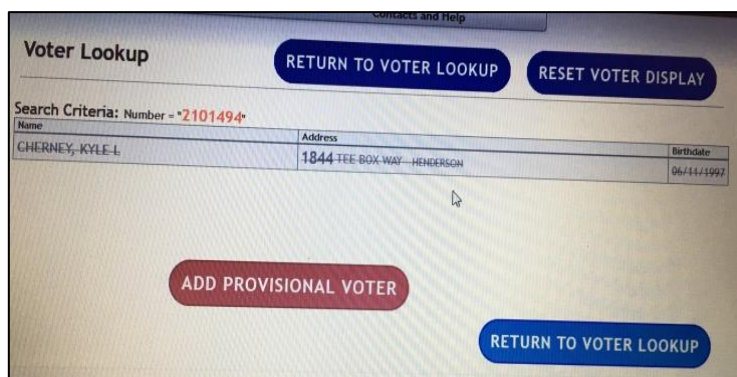 Contacts and Help
Voter Lookup
RETURN TO VOTER LOOKUP
RESET VOTER DISPLAY
Search Criteria: Number = "2101494"
Name Address Birthdate
CHERNEY, KYLE L 1844 TEE BOX WAY HENDERSON 06/11/1997
ADD PROVISIONAL VOTER
RETURN TO VOTER LOOKUP